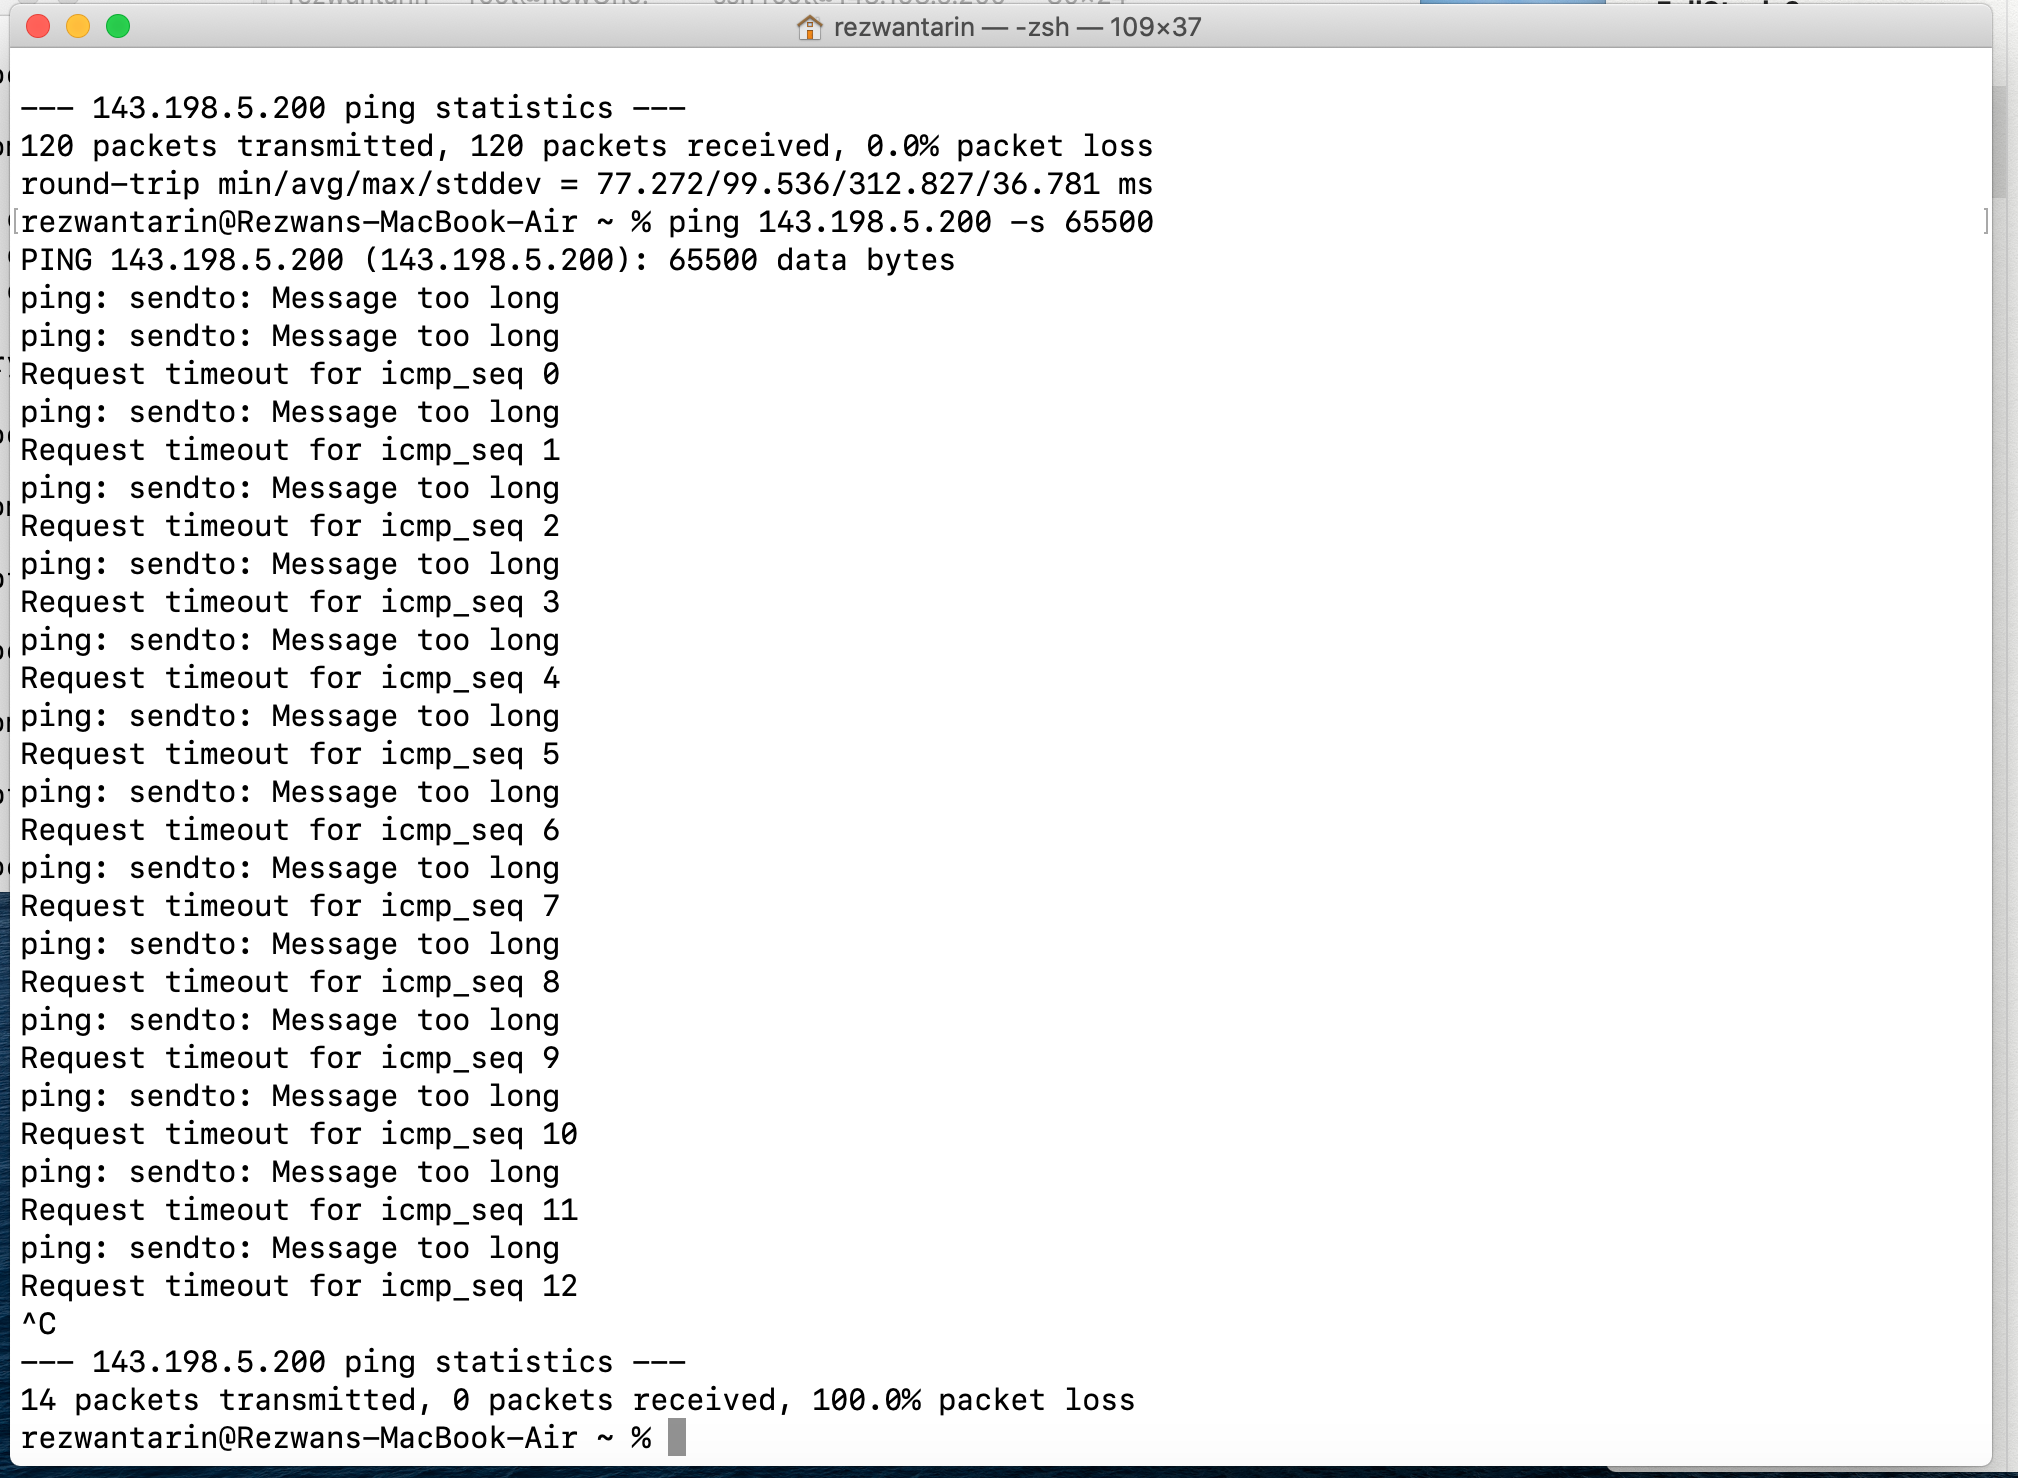 rezwantarin — -zsh — 109×37
--- 143.198.5.200 ping statistics ---
120 packets transmitted, 120 packets received, 0.0% packet loss
round-trip min/avg/max/stddev = 77.272/99.536/312.827/36.781 ms
[rezwantarin@Rezwans-MacBook-Air ~ % ping 143.198.5.200 -s 65500 ]
PING 143.198.5.200 (143.198.5.200): 65500 data bytes
ping: sendto: Message too long
ping: sendto: Message too long
Request timeout for icmp_seq 0
ping: sendto: Message too long
Request timeout for icmp_seq 1
ping: sendto: Message too long
Request timeout for icmp_seq 2
ping: sendto: Message too long
Request timeout for icmp_seq 3
ping: sendto: Message too long
Request timeout for icmp_seq 4
ping: sendto: Message too long
Request timeout for icmp_seq 5
ping: sendto: Message too long
Request timeout for icmp_seq 6
ping: sendto: Message too long
Request timeout for icmp_seq 7
ping: sendto: Message too long
Request timeout for icmp_seq 8
ping: sendto: Message too long
Request timeout for icmp_seq 9
ping: sendto: Message too long
Request timeout for icmp_seq 10
ping: sendto: Message too long
Request timeout for icmp_seq 11
ping: sendto: Message too long
Request timeout for icmp_seq 12
^C
--- 143.198.5.200 ping statistics ---
14 packets transmitted, 0 packets received, 100.0% packet loss
rezwantarin@Rezwans-MacBook-Air ~ %